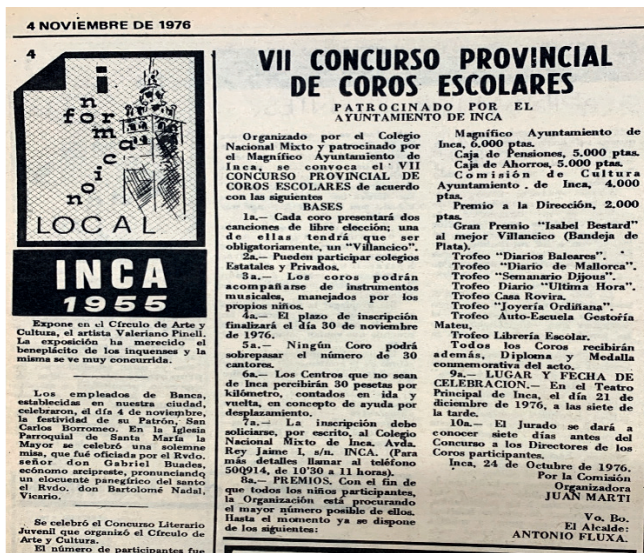 4 NOVIEMBRE DE 1976
4
información
LOCAL
INCA
1955
Expone en el Círculo de Arte y
Cultura, el artista Valeriano Pinell.
La exposición ha merecido el
beneplácito de los inquenses y la
misma se ve muy concurrida.
Los empleados de Banca,
establecidas en nuestra ciudad,
celebraron, el día 4 de noviembre,
la festividad de su Patrón, San
Carlos Borromeo. En la Iglesia
Parroquial de Santa María la
Mayor se celebró una solemne
misa, que fué oficiada por el Rvdo.
señor don Gabriel Buades,
ecónomo arcipreste, pronunciando
un elocuente panegírico del santo
el Rvdo. don Bartolomé Nadal,
Vicario.
Se celebró el Concurso Literario
Juvenil que organizó el Círculo de
Arte y Cultura.
El número de participantes fue
VII CONCURSO PROVINCIAL
DE COROS ESCOLARES
PATROCINADO POR EL
AYUNTAMIENTO DE INCA
Organizado por el Colegio
Nacional Mixto y patrocinado por
el Magnífico Ayuntamiento de
Inca, se convoca el VII
CONCURSO PROVINCIAL DE
COROS ESCOLARES de acuerdo
con las siguientes
BASES
1a.— Cada coro presentará dos
canciones de libre elección; una
de ellas tendrá que ser
obligatoriamente, un "Villancico".
2a.— Pueden participar colegios
Estatales y Privados.
3a.— Los coros podrán
acompañarse de instrumentos
musicales, manejados por los
propios niños.
4a.— El plazo de inscripción
finalizará el día 30 de noviembre
de 1976.
5a.— Ningún Coro podrá
sobrepasar el número de 30
cantores.
6a.— Los Centros que no sean
de Inca percibirán 30 pesetas por
kilómetro, contados en ida y
vuelta, en concepto de ayuda por
desplazamiento.
7a.— La inscripción debe
soliciarse, por escrito, al Colegio
Nacional Mixto de Inca. Avda.
Rey Jaime I, s/n. INCA. (Para
más detalles llamar al teléfono
500914, de 10'30 a 11 horas).
8a.— PREMIOS. Con el fin de
que todos los niños participantes,
la Organización está procurando
el mayor número posible de ellos.
Hasta el momento ya se dispone
de los siguientes:
Magnífico Ayuntamiento de
Inca, 6.000 ptas.
Caja de Pensiones, 5.000 ptas.
Caja de Ahorros, 5.000 ptas.
Comisión de Cultura
Ayuntamiento de Inca, 4.000
ptas.
Premio a la Dirección, 2.000
ptas.
Gran Premio "Isabel Bestard"
al mejor Villancico (Bandeja de
Plata).
Trofeo "Diarios Baleares".
Trofeo "Diario de Mallorca".
Trofeo "Semanario Dijous".
Trofeo Diario "Ultima Hora".
Trofeo Casa Rovira.
Trofeo "Joyería Ordiñana".
Trofeo Auto-Escuela Gestoría
Mateu,
Trofeo Librería Escolar.
Todos los Coros recibirán
además, Diploma y Medalla
conmemorativa del acto.
9a.— LUGAR Y FECHA DE
CELEBRACION.— En el Teatro
Principal de Inca, el día 21 de
diciembre de 1976, a las siete de
la tarde.
10a.— El Jurado se dará a
conocer siete días antes del
Concurso a los Directores de los
Coros participantes.
Inca, 24 de Octubre de 1976.
Por la Comisión
Organizadora
JUAN MARTI
Vo. Bo.
El Alcalde:
ANTONIO FLUXA.